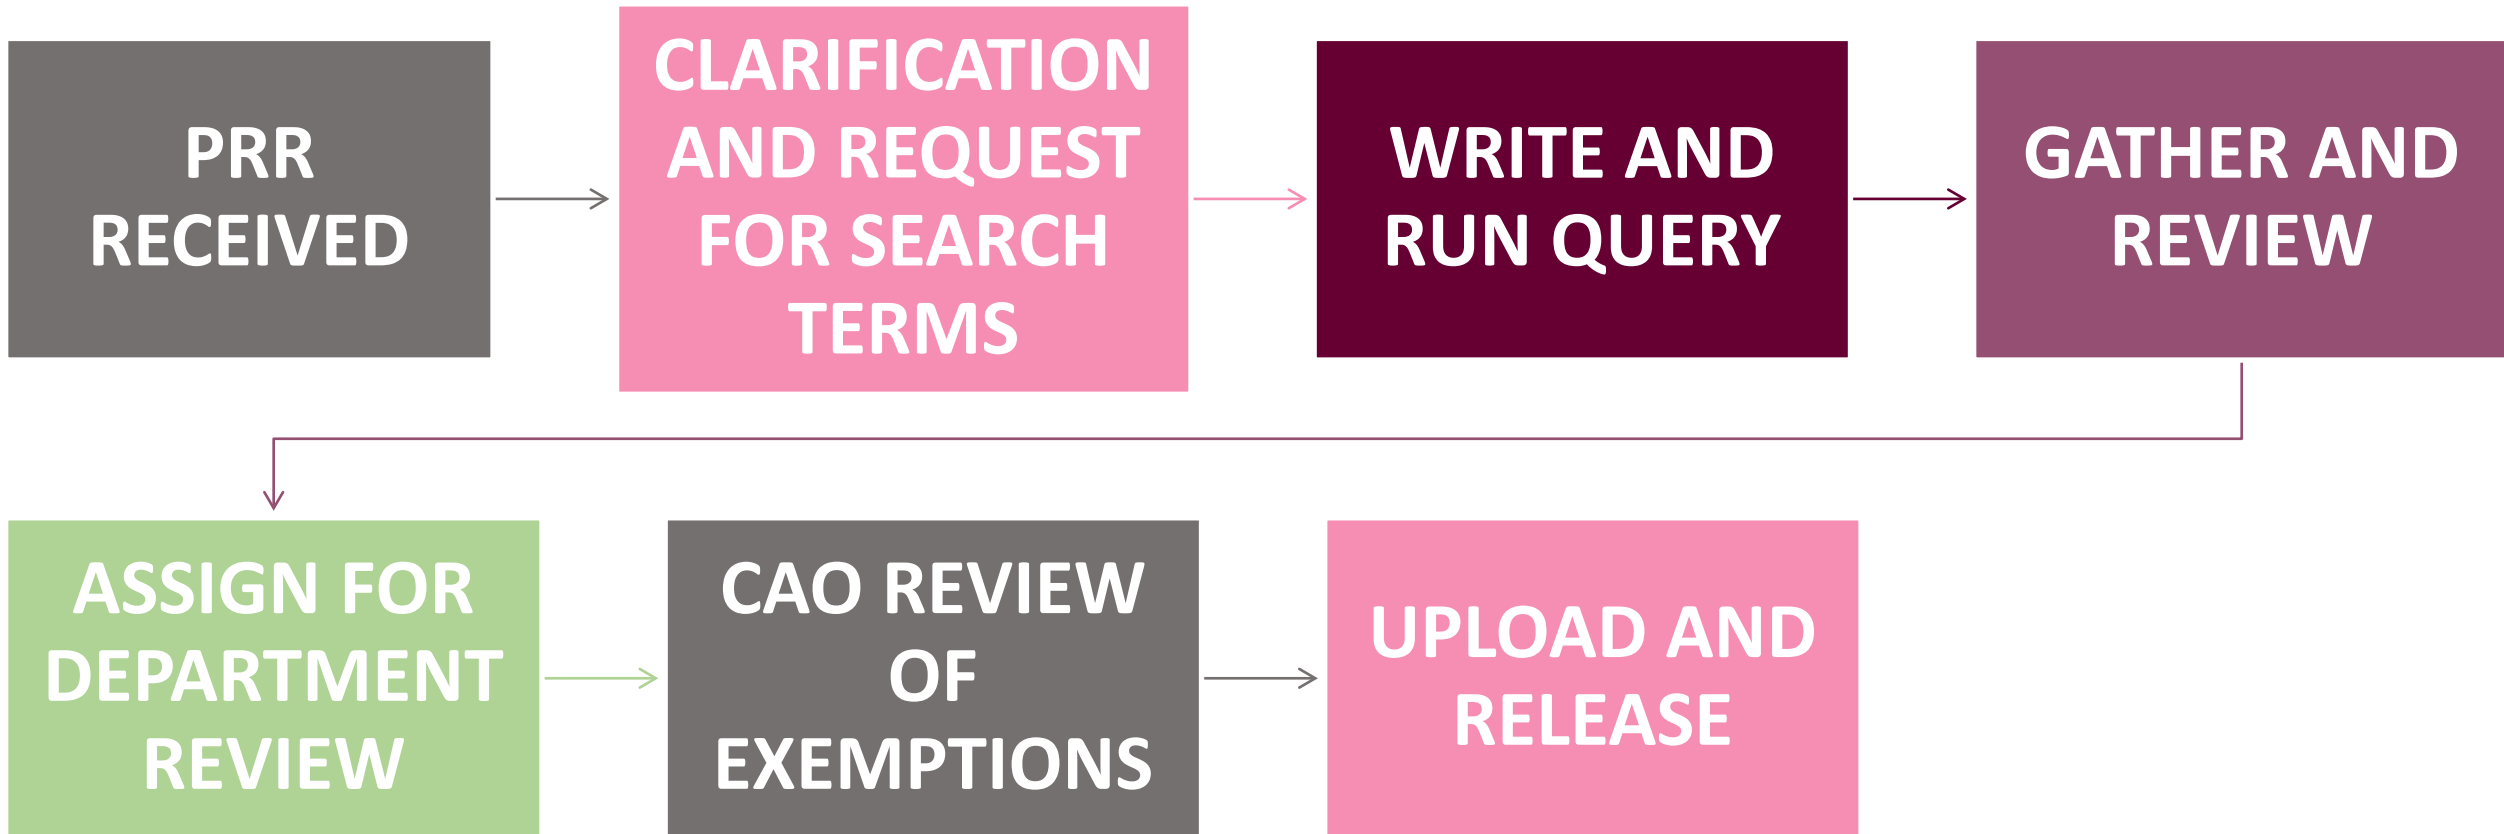 PRR
RECEIVED
CLARIFICATION
AND REQUEST
FOR SEARCH
TERMS
WRITE AND
RUN QUERY
GATHER AND
REVIEW
ASSIGN FOR
DEPARTMENT
REVIEW
CAO REVIEW
OF
EXEMPTIONS
UPLOAD AND
RELEASE